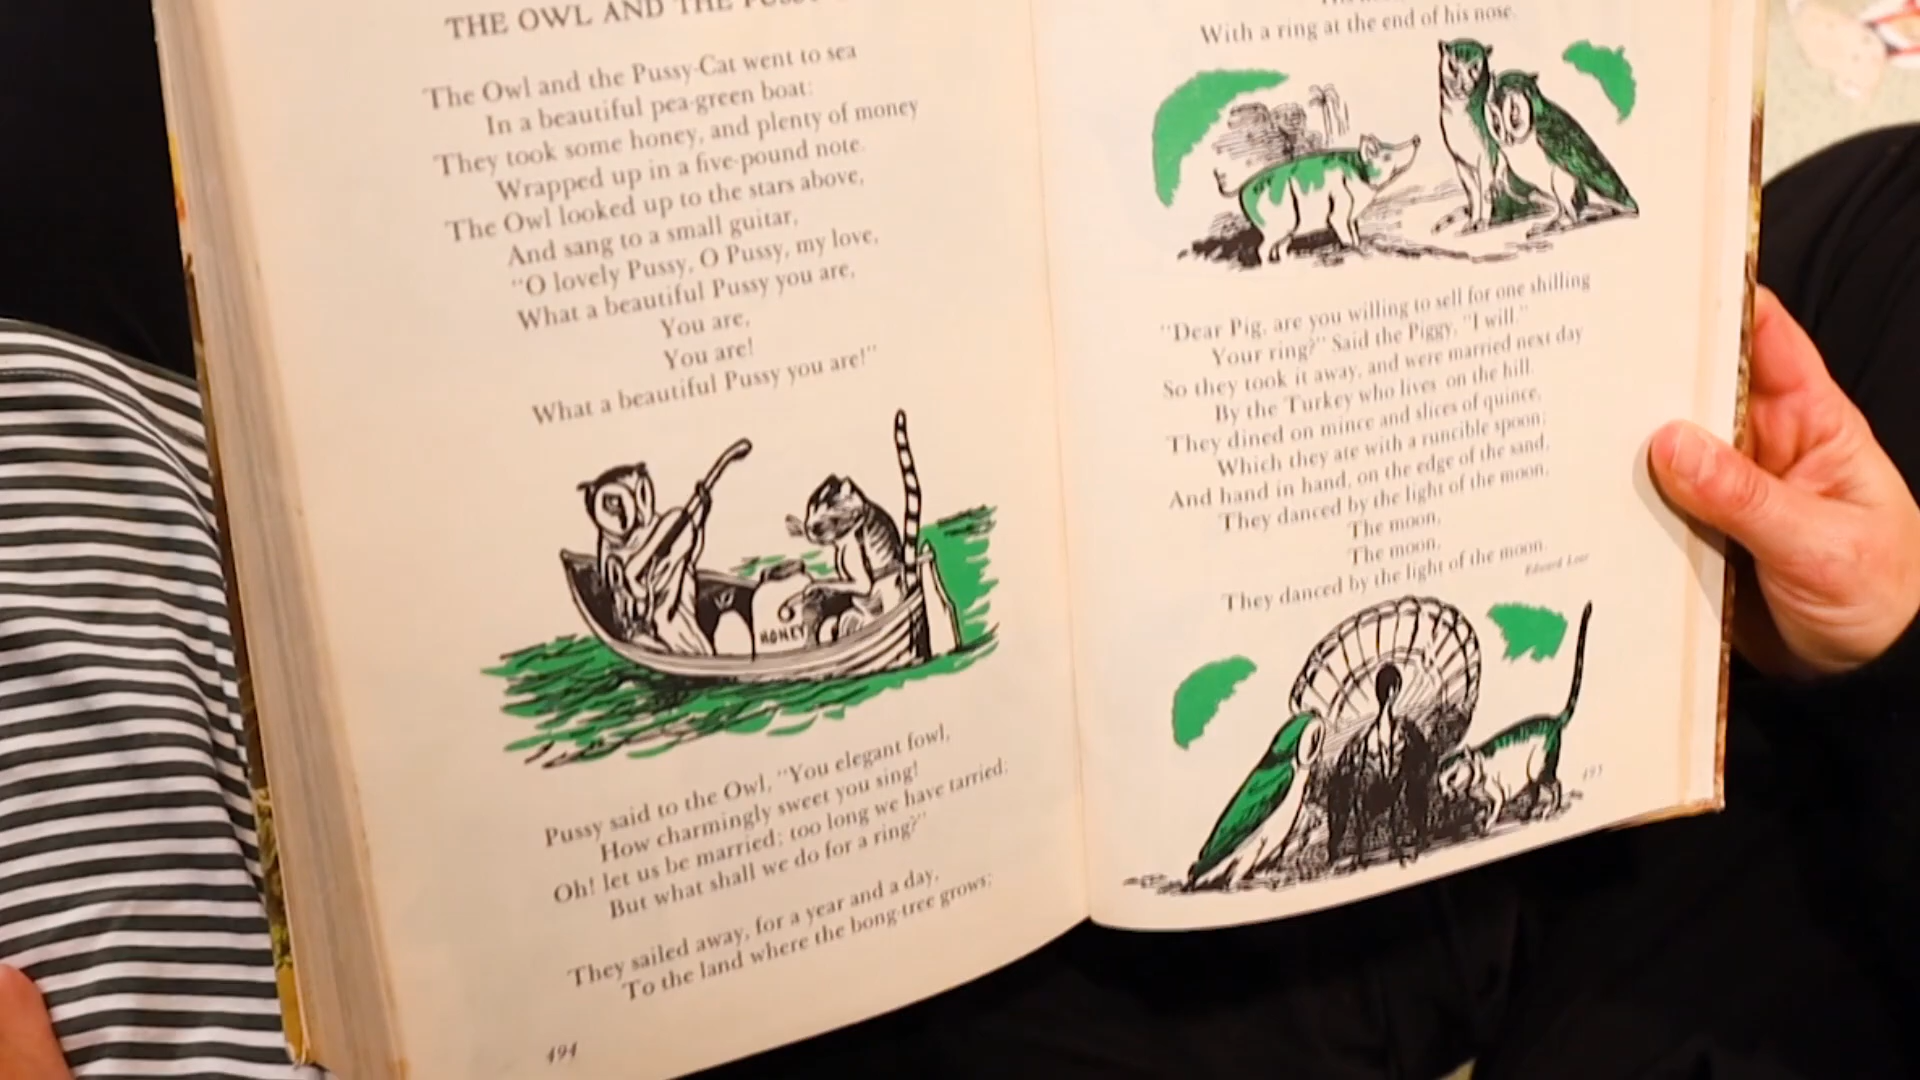 THE OWL AND THE
The Owl and the Pussy-Cat went to sea
In a beautiful pea-green boat:
They took some honey, and plenty of money
Wrapped up in a five-pound note.
The Owl looked up to the stars above,
And sang to a small guitar,
"O lovely Pussy, O Pussy, my love,
What a beautiful Pussy you are,
You are,
You are!
What a beautiful Pussy you are!"
HONEY
Pussy said to the Owl, "You elegant fowl,
How charmingly sweet you sing!
Oh! let us be married; too long we have tarried:
But what shall we do for a ring?"
They sailed away, for a year and a day,
To the land where the bong-tree grows;
494
With a ring at the end of his nose.
"Dear Pig, are you willing to sell for one shilling
Your ring?" Said the Piggy, "I will."
So they took it away, and were married next day
By the Turkey who lives on the hill.
They dined on mince and slices of quince,
Which they ate with a runcible spoon;
And hand in hand, on the edge of the sand,
They danced by the light of the moon,
The moon,
The moon,
They danced by the light of the moon.
Edward Lear
495